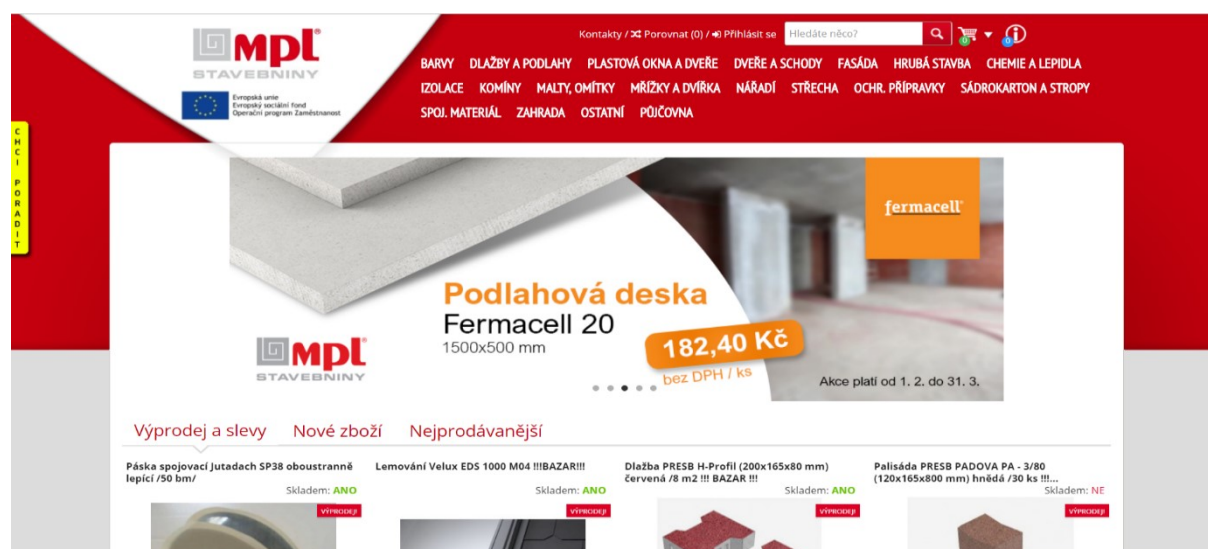 Kontakty / Porovnat (0) / Přihlásit se
Hledáte něco?
0
0
MPL
STAVEBNINY
Evropská unie
Evropský sociální fond
Operační program Zaměstnanost
BARVY DLAŽBY A PODLAHY PLASTOVÁ OKNA A DVEŘE DVEŘE A SCHODY FASÁDA HRUBÁ STAVBA CHEMIE A LEPIDLA
IZOLACE KOMÍNY MALTY, OMÍTKY MŘÍŽKY A DVÍŘKA NÁŘADÍ STŘECHA OCHR. PŘÍPRAVKY SÁDROKARTON A STROPY
SPOJ. MATERIÁL ZAHRADA OSTATNÍ PŮJČOVNA
CHCI PORADIT
fermacell
Podlahová deska
Fermacell 20
1500x500 mm
182,40 Kč
bez DPH / ks
MPL
STAVEBNINY
Akce platí od 1. 2. do 31. 3.
Výprodej a slevy Nové zboží Nejprodávanější
Páska spojovací Jutadach SP38 oboustranně
lepící /50 bm/
Skladem: ANO
VÝPRODEJ!
Lemování Velux EDS 1000 M04 !!!BAZAR!!!
Skladem: ANO
VÝPRODEJ!
Dlažba PRESB H-Profil (200x165x80 mm)
červená /8 m2 !!! BAZAR !!!
Skladem: ANO
VÝPRODEJ!
Palisáda PRESB PADOVA PA - 3/80
(120x165x800 mm) hnědá /30 ks !!!...
Skladem: NE
VÝPRODEJ!